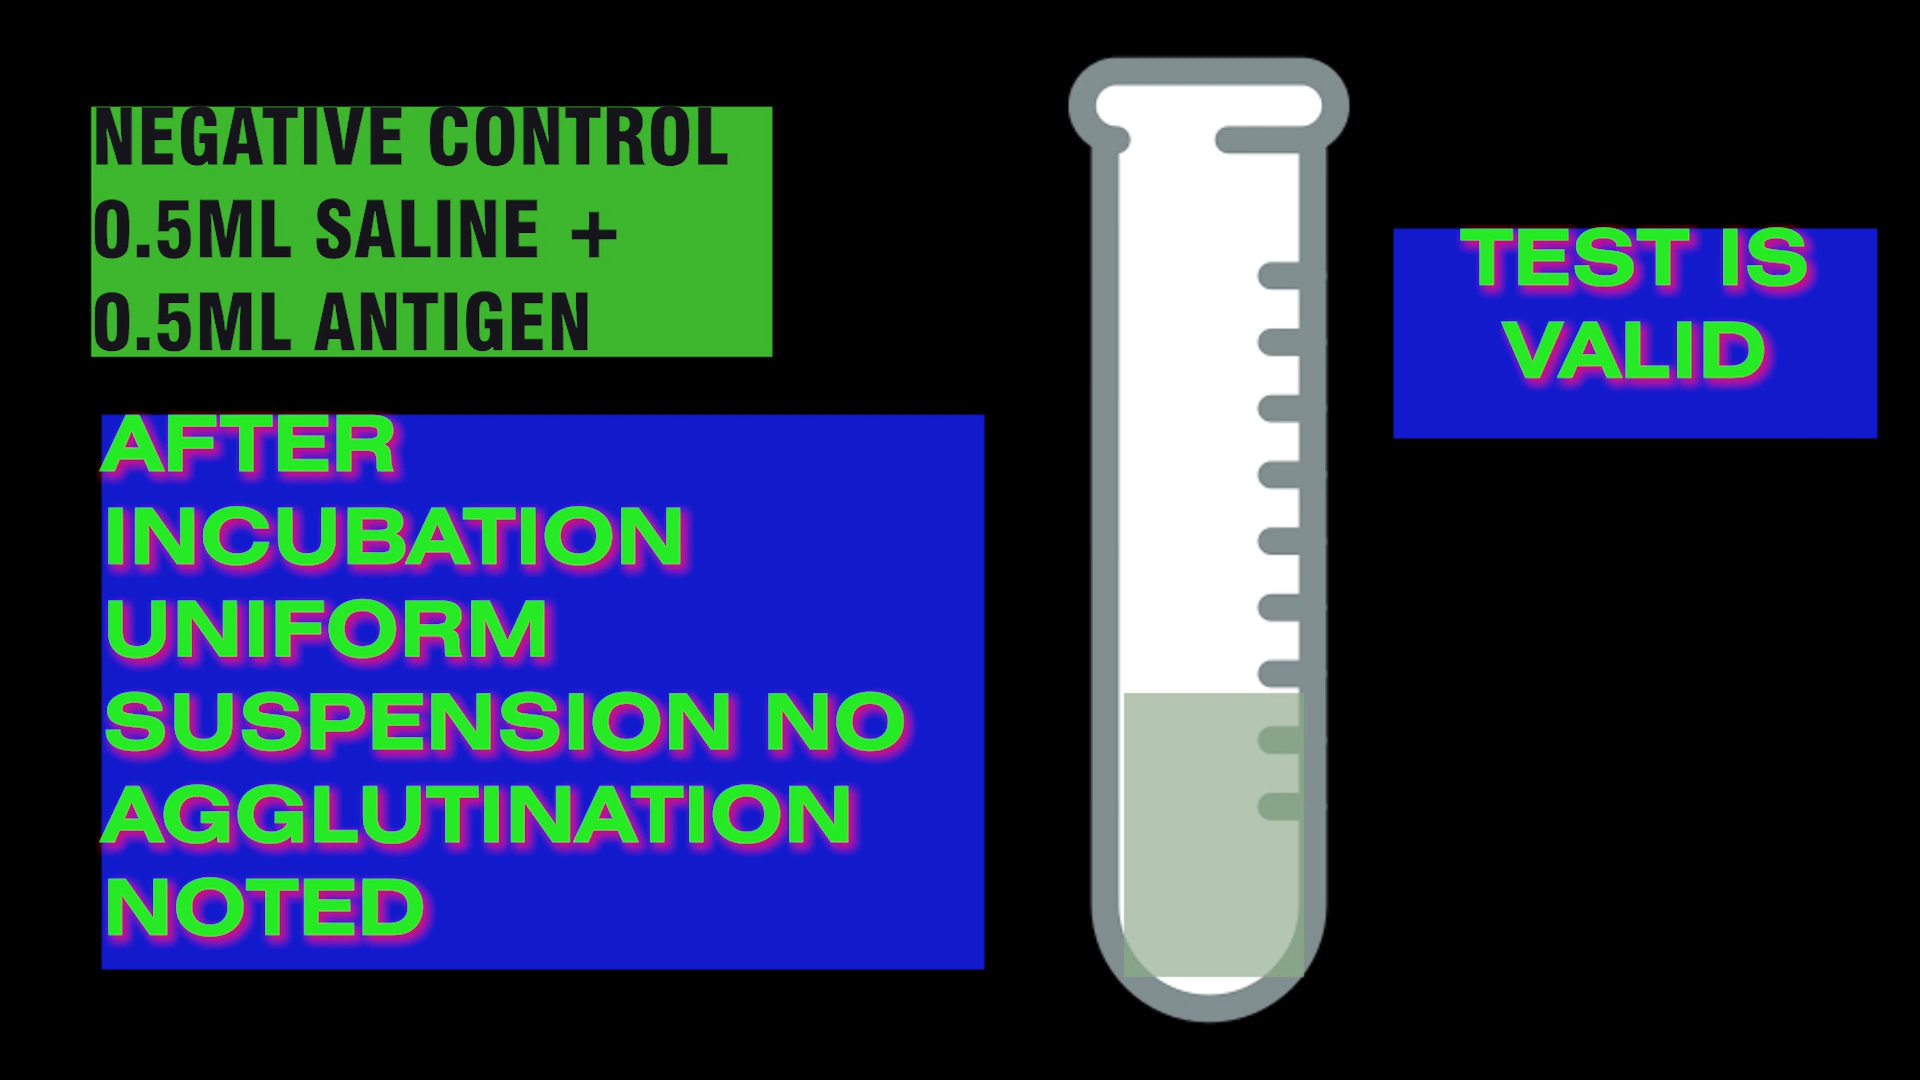 NEGATIVE CONTROL
0.5ML SALINE +
0.5ML ANTIGEN
AFTER
INCUBATION
UNIFORM
SUSPENSION NO
AGGLUTINATION
NOTED
TEST IS
VALID